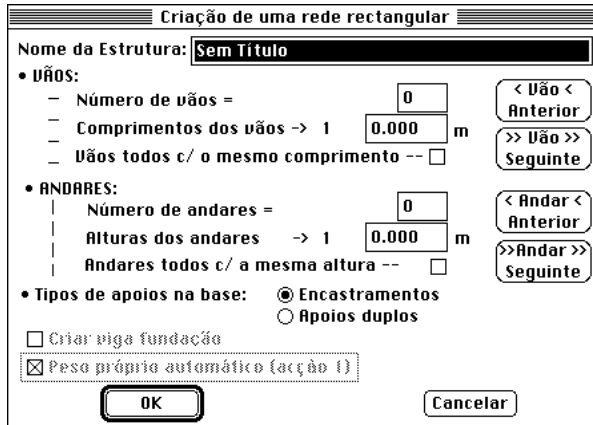 Criação de uma rede rectangular
Nome da Estrutura: Sem Título
• VÃOS:
Número de vãos = 0
< Vão <
Anterior
Comprimentos dos vãos -> 1 0.000 m
>> Vão >>
Seguinte
Vãos todos c/ o mesmo comprimento --
• ANDARES:
Número de andares = 0
< Andar <
Anterior
Alturas dos andares -> 1 0.000 m
>>Andar >>
Seguinte
Andares todos c/ a mesma altura --
• Tipos de apoios na base: Encastramentos
Apoios duplos
Criar viga fundação
Peso próprio automático (acção 1)
OK Cancelar